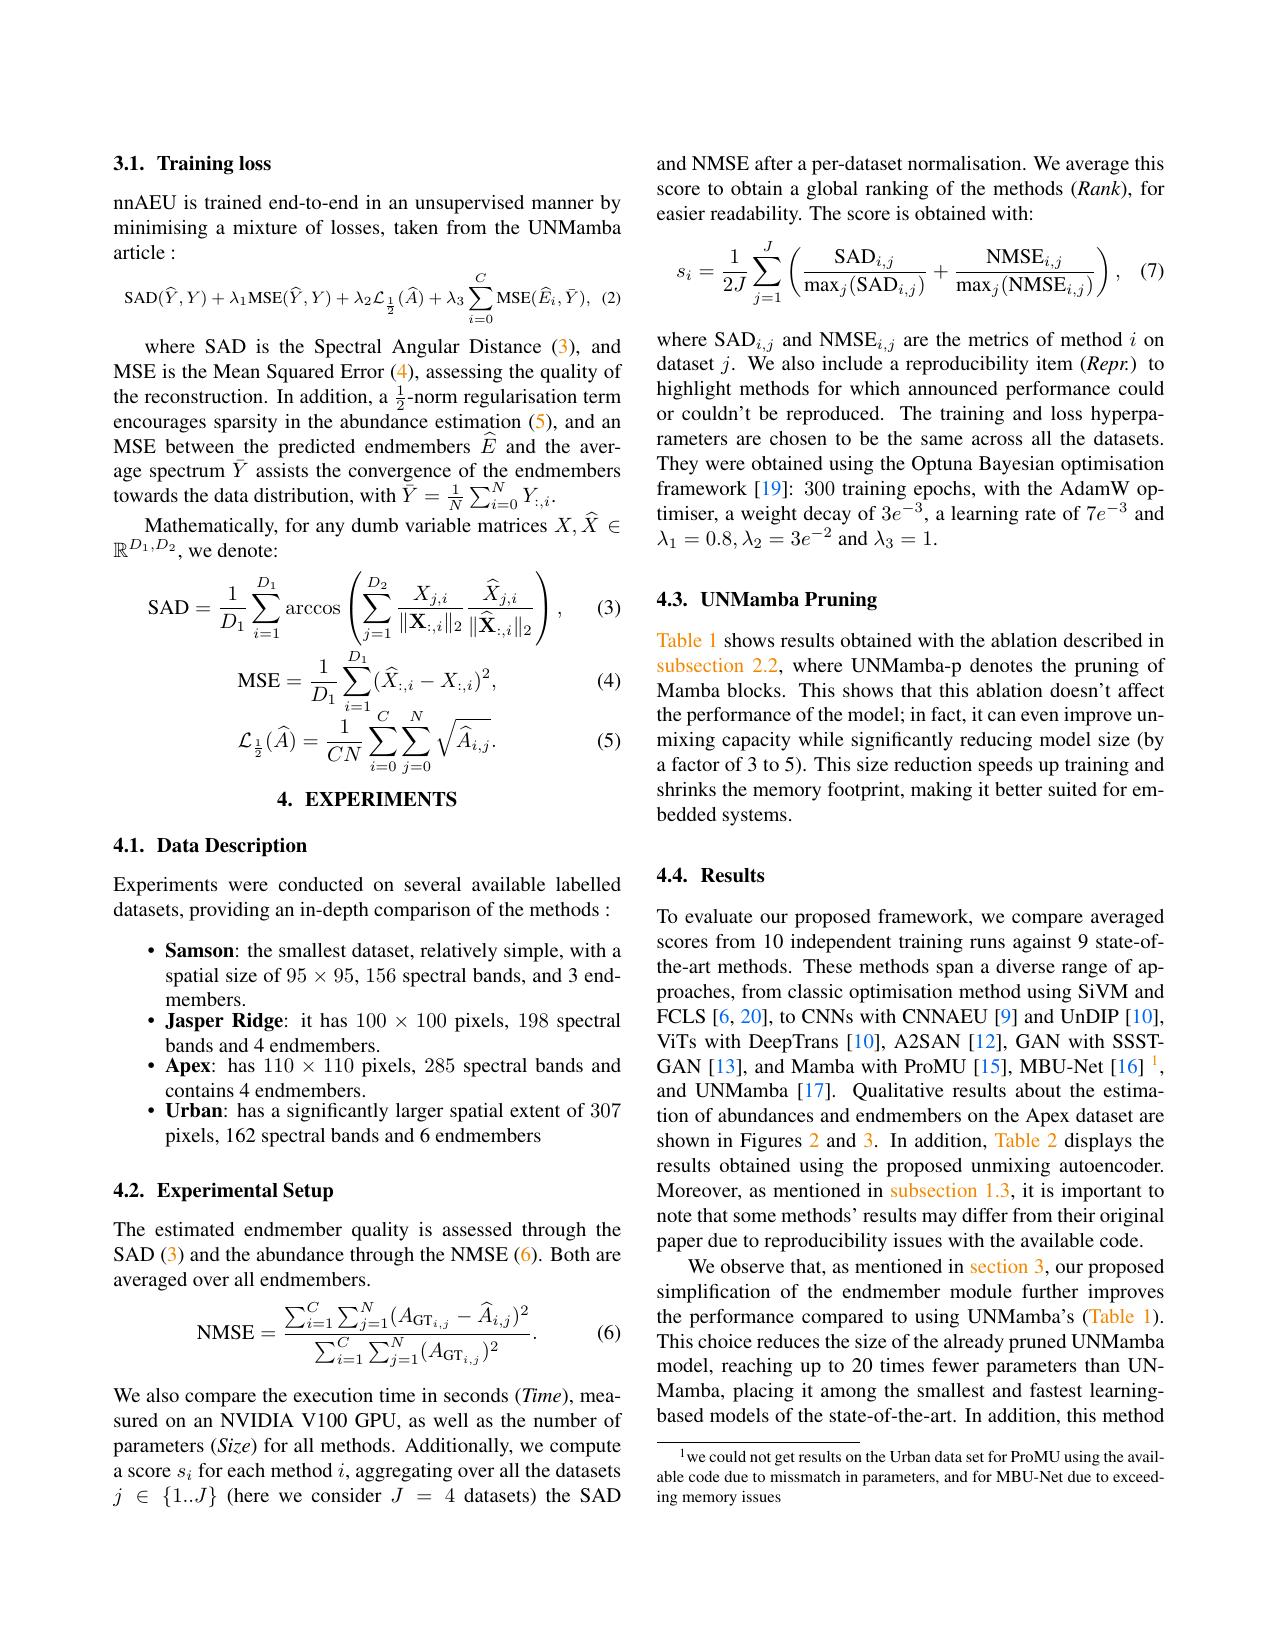 3.1. Training loss
nnAEU is trained end-to-end in an unsupervised manner by
minimising a mixture of losses, taken from the UNMamba
article :
SAD(Ŷ, Y) + λ₁MSE(Ŷ, Y) + λ₂ℒ_{1/2}(Â) + λ₃ ∑_{i=0}^{C} MSE(Ê_i, Ȳ), (2)
where SAD is the Spectral Angular Distance (3), and
MSE is the Mean Squared Error (4), assessing the quality of
the reconstruction. In addition, a ½-norm regularisation term
encourages sparsity in the abundance estimation (5), and an
MSE between the predicted endmembers Ê and the aver-
age spectrum Ȳ assists the convergence of the endmembers
towards the data distribution, with Ȳ = 1/N ∑_{i=0}^{N} Y_{:,i}.
Mathematically, for any dumb variable matrices X, X̂ ∈
ℝ^{D₁,D₂}, we denote:
SAD = 1/D₁ ∑_{i=1}^{D₁} arccos ( ∑_{j=1}^{D₂} X_{j,i}/‖X_{:,i}‖₂ X̂_{j,i}/‖X̂_{:,i}‖₂ ), (3)
MSE = 1/D₁ ∑_{i=1}^{D₁} (X̂_{:,i} − X_{:,i})², (4)
ℒ_{1/2}(Â) = 1/CN ∑_{i=0}^{C} ∑_{j=0}^{N} √Â_{i,j}. (5)
4. EXPERIMENTS
4.1. Data Description
Experiments were conducted on several available labelled
datasets, providing an in-depth comparison of the methods :
• Samson: the smallest dataset, relatively simple, with a
spatial size of 95 × 95, 156 spectral bands, and 3 end-
members.
• Jasper Ridge: it has 100 × 100 pixels, 198 spectral
bands and 4 endmembers.
• Apex: has 110 × 110 pixels, 285 spectral bands and
contains 4 endmembers.
• Urban: has a significantly larger spatial extent of 307
pixels, 162 spectral bands and 6 endmembers
4.2. Experimental Setup
The estimated endmember quality is assessed through the
SAD (3) and the abundance through the NMSE (6). Both are
averaged over all endmembers.
NMSE = ∑_{i=1}^{C} ∑_{j=1}^{N} (A_{GT_{i,j}} − Â_{i,j})² / ∑_{i=1}^{C} ∑_{j=1}^{N} (A_{GT_{i,j}})². (6)
We also compare the execution time in seconds (Time), mea-
sured on an NVIDIA V100 GPU, as well as the number of
parameters (Size) for all methods. Additionally, we compute
a score s_i for each method i, aggregating over all the datasets
j ∈ {1..J} (here we consider J = 4 datasets) the SAD
and NMSE after a per-dataset normalisation. We average this
score to obtain a global ranking of the methods (Rank), for
easier readability. The score is obtained with:
s_i = 1/2J ∑_{j=1}^{J} ( SAD_{i,j}/max_j(SAD_{i,j}) + NMSE_{i,j}/max_j(NMSE_{i,j}) ), (7)
where SAD_{i,j} and NMSE_{i,j} are the metrics of method i on
dataset j. We also include a reproducibility item (Repr.) to
highlight methods for which announced performance could
or couldn't be reproduced. The training and loss hyperpa-
rameters are chosen to be the same across all the datasets.
They were obtained using the Optuna Bayesian optimisation
framework [19]: 300 training epochs, with the AdamW op-
timiser, a weight decay of 3e⁻³, a learning rate of 7e⁻³ and
λ₁ = 0.8, λ₂ = 3e⁻² and λ₃ = 1.
4.3. UNMamba Pruning
Table 1 shows results obtained with the ablation described in
subsection 2.2, where UNMamba-p denotes the pruning of
Mamba blocks. This shows that this ablation doesn't affect
the performance of the model; in fact, it can even improve un-
mixing capacity while significantly reducing model size (by
a factor of 3 to 5). This size reduction speeds up training and
shrinks the memory footprint, making it better suited for em-
bedded systems.
4.4. Results
To evaluate our proposed framework, we compare averaged
scores from 10 independent training runs against 9 state-of-
the-art methods. These methods span a diverse range of ap-
proaches, from classic optimisation method using SiVM and
FCLS [6, 20], to CNNs with CNNAEU [9] and UnDIP [10],
ViTs with DeepTrans [10], A2SAN [12], GAN with SSST-
GAN [13], and Mamba with ProMU [15], MBU-Net [16] ¹,
and UNMamba [17]. Qualitative results about the estima-
tion of abundances and endmembers on the Apex dataset are
shown in Figures 2 and 3. In addition, Table 2 displays the
results obtained using the proposed unmixing autoencoder.
Moreover, as mentioned in subsection 1.3, it is important to
note that some methods' results may differ from their original
paper due to reproducibility issues with the available code.
We observe that, as mentioned in section 3, our proposed
simplification of the endmember module further improves
the performance compared to using UNMamba's (Table 1).
This choice reduces the size of the already pruned UNMamba
model, reaching up to 20 times fewer parameters than UN-
Mamba, placing it among the smallest and fastest learning-
based models of the state-of-the-art. In addition, this method
¹we could not get results on the Urban data set for ProMU using the avail-
able code due to missmatch in parameters, and for MBU-Net due to exceed-
ing memory issues